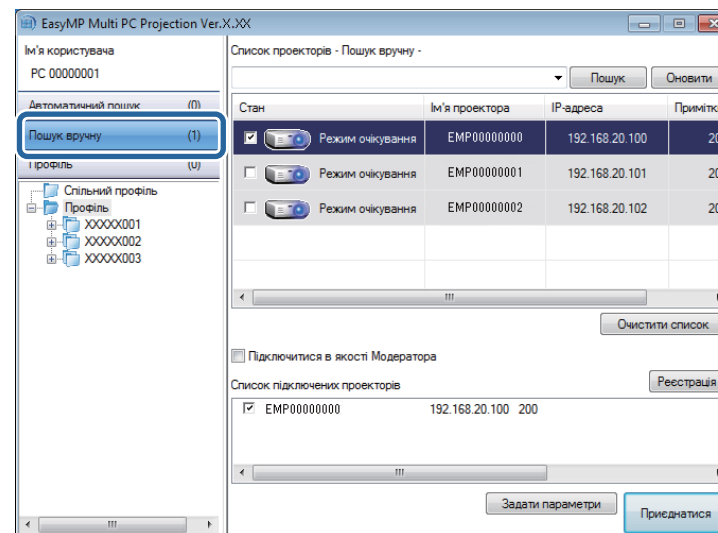 EasyMP Multi PC Projection Ver.X.XX
Ім'я користувача
PC 00000001
Автоматичний пошук (0)
Пошук вручну (1)
Профіль (0)
Спільний профіль
Профіль
XXXXX001
XXXXX002
XXXXX003
Список проекторів - Пошук вручну -
Пошук Оновити
Стан Ім'я проектора IP-адреса Примітк
Режим очікування EMP00000000 192.168.20.100 20
Режим очікування EMP00000001 192.168.20.101 20
Режим очікування EMP00000002 192.168.20.102 20
Очистити список
Підключитися в якості Модератора
Список підключених проекторів Реєстрація
EMP00000000 192.168.20.100 200
Задати параметри Приєднатися